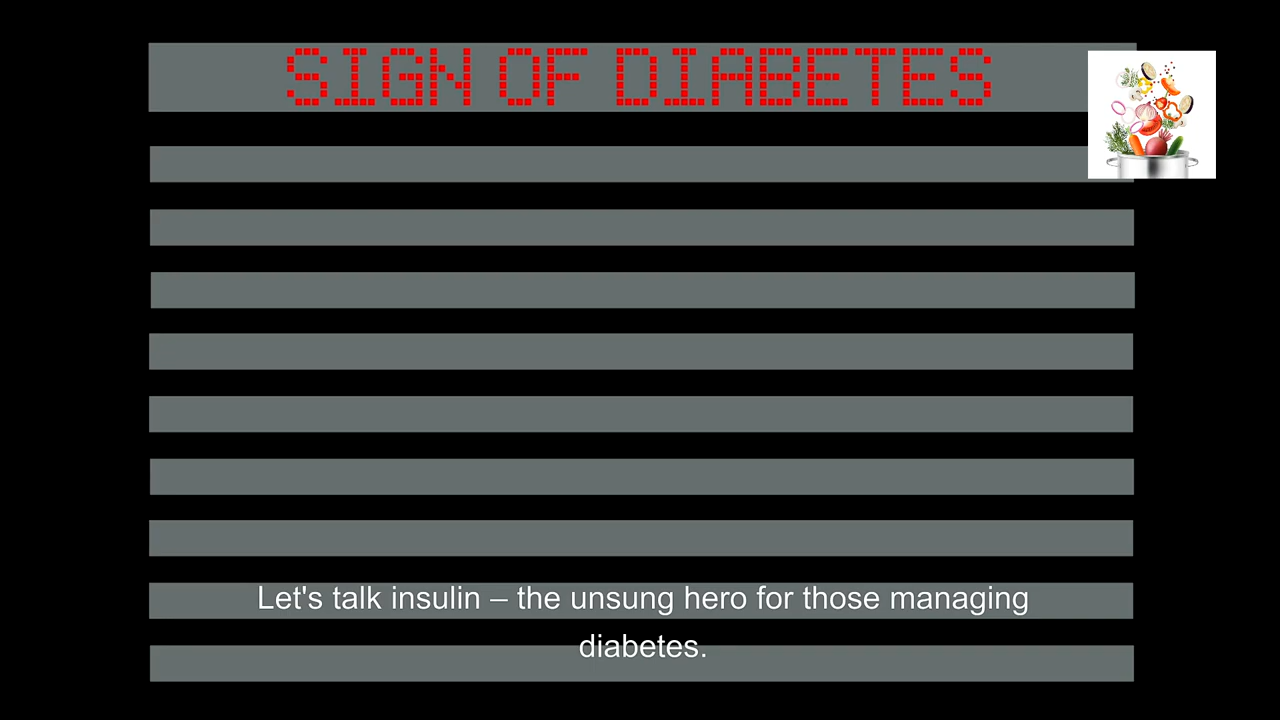 SIGN OF DIABETES
Let's talk insulin – the unsung hero for those managing
diabetes.